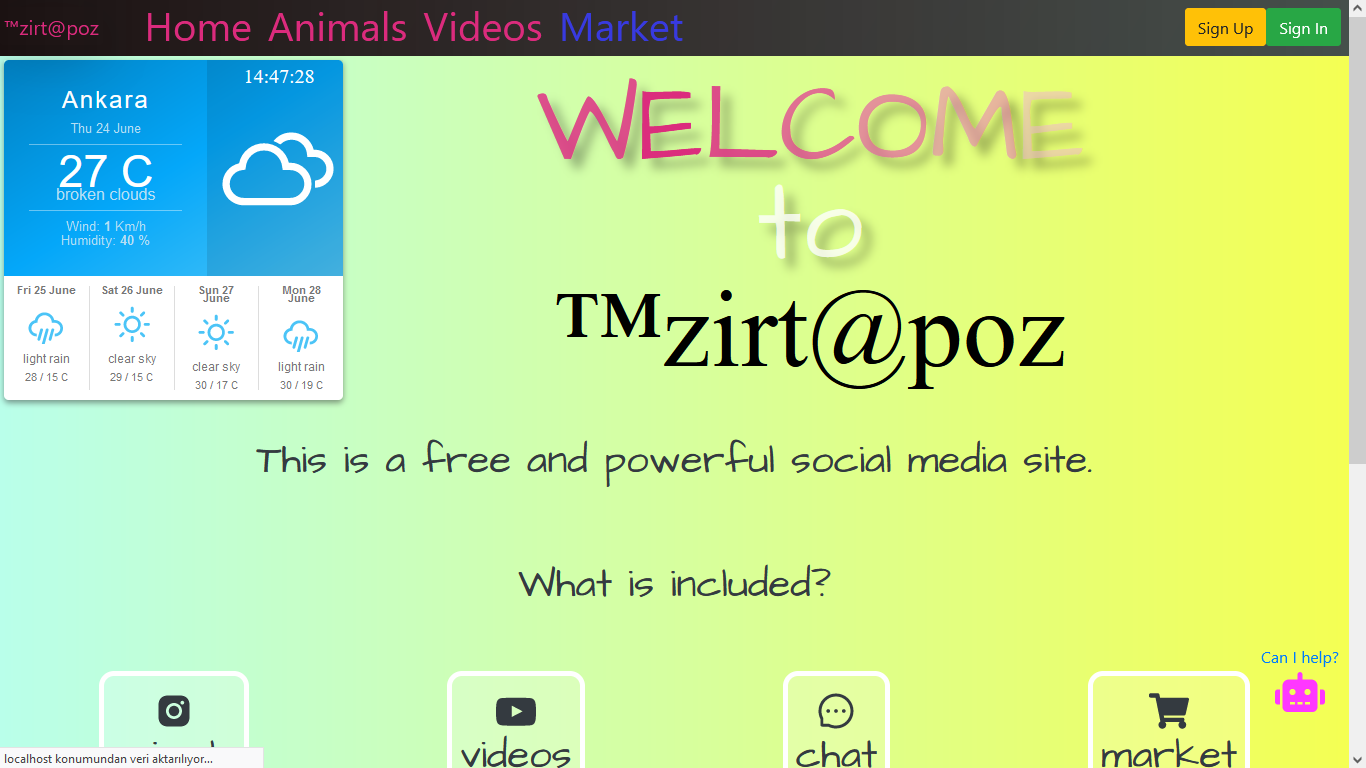 ™zirt@poz Home Animals Videos Market Sign Up Sign In
14:47:28
Ankara
Thu 24 June
27 C
broken clouds
Wind: 1 Km/h
Humidity: 40 %
Fri 25 June
light rain
28 / 15 C
Sat 26 June
clear sky
29 / 15 C
Sun 27
June
clear sky
30 / 17 C
Mon 28
June
light rain
30 / 19 C
WELCOME
to
™zirt@poz
This is a free and powerful social media site.
What is included?
Can I help?
videos
chat
market
localhost konumundan veri aktarılıyor...